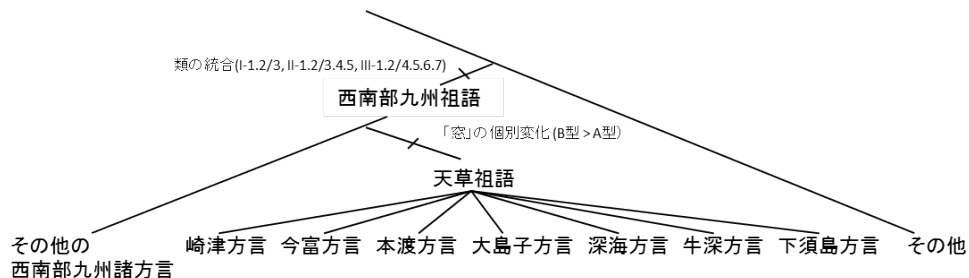 類の統合(I-1.2/3, II-1.2/3.4.5, III-1.2/4.5.6.7)
西南部九州祖語
「窓」の個別変化(B型>A型)
天草祖語
その他の
西南部九州諸方言
崎津方言
今富方言
本渡方言
大島子方言
深海方言
牛深方言
下須島方言
その他